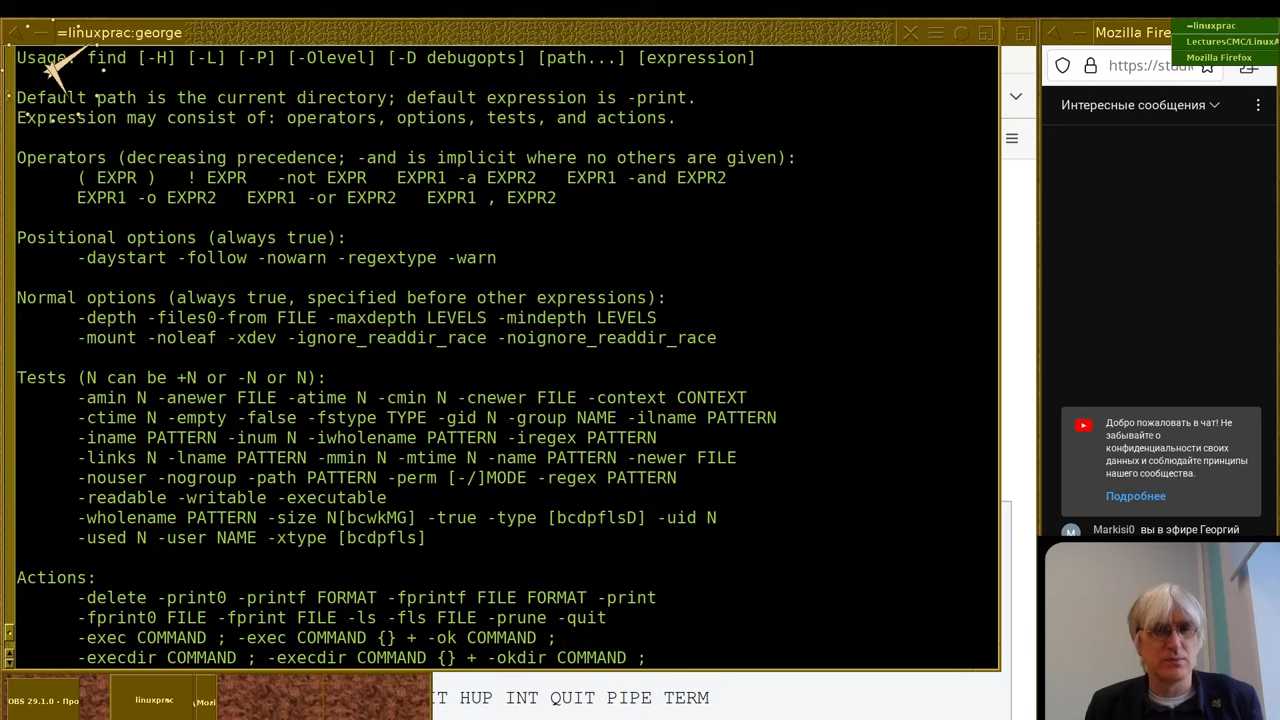 =linuxprac:george
Usage: find [-H] [-L] [-P] [-Olevel] [-D debugopts] [path...] [expression]
Default path is the current directory; default expression is -print.
Expression may consist of: operators, options, tests, and actions.
Operators (decreasing precedence; -and is implicit where no others are given):
( EXPR )   ! EXPR   -not EXPR   EXPR1 -a EXPR2   EXPR1 -and EXPR2
EXPR1 -o EXPR2   EXPR1 -or EXPR2   EXPR1 , EXPR2
Positional options (always true):
-daystart -follow -nowarn -regextype -warn
Normal options (always true, specified before other expressions):
-depth -files0-from FILE -maxdepth LEVELS -mindepth LEVELS
-mount -noleaf -xdev -ignore_readdir_race -noignore_readdir_race
Tests (N can be +N or -N or N):
-amin N -anewer FILE -atime N -cmin N -cnewer FILE -context CONTEXT
-ctime N -empty -false -fstype TYPE -gid N -group NAME -ilname PATTERN
-iname PATTERN -inum N -iwholename PATTERN -iregex PATTERN
-links N -lname PATTERN -mmin N -mtime N -name PATTERN -newer FILE
-nouser -nogroup -path PATTERN -perm [-/]MODE -regex PATTERN
-readable -writable -executable
-wholename PATTERN -size N[bcwkMG] -true -type [bcdpflsD] -uid N
-used N -user NAME -xtype [bcdpfls]
Actions:
-delete -print0 -printf FORMAT -fprintf FILE FORMAT -print
-fprint0 FILE -fprint FILE -ls -fls FILE -prune -quit
-exec COMMAND ; -exec COMMAND {} + -ok COMMAND ;
-execdir COMMAND ; -execdir COMMAND {} + -okdir COMMAND ;
Mozilla Fire
=linuxprac
LecturesCMC/LinuxA
Mozilla Firefox
https://stud
Интересные сообщения
Добро пожаловать в чат! Не
забывайте о
конфиденциальности своих
данных и соблюдайте принципы
нашего сообщества.
Подробнее
M
Markisi0 вы в эфире Георгий
OBS 29.1.0 - Про
linuxprac
Mozi
IT HUP INT QUIT PIPE TERM